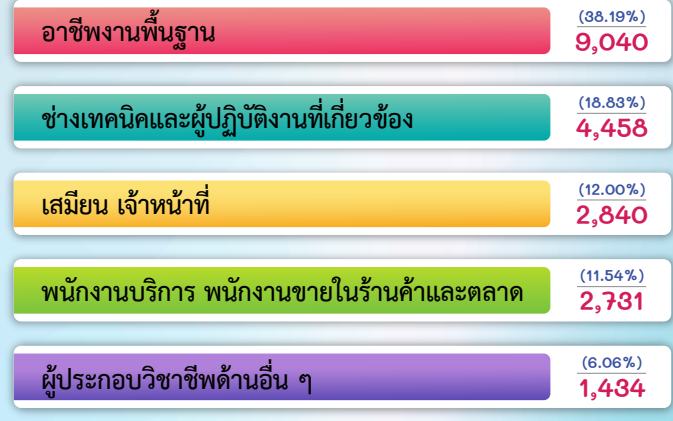 อาชีพงานพื้นฐาน
(38.19%)
9,040
ช่างเทคนิคและผู้ปฏิบัติงานที่เกี่ยวข้อง
(18.83%)
4,458
เสมียน เจ้าหน้าที่
(12.00%)
2,840
พนักงานบริการ พนักงานขายในร้านค้าและตลาด
(11.54%)
2,731
ผู้ประกอบวิชาชีพด้านอื่น ๆ
(6.06%)
1,434